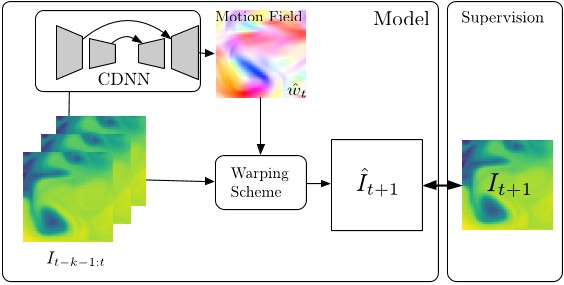 Motion Field
Model
Supervision
CDNN
ŵ_t
Warping
Scheme
Î_{t+1}
I_{t+1}
I_{t-k-1:t}